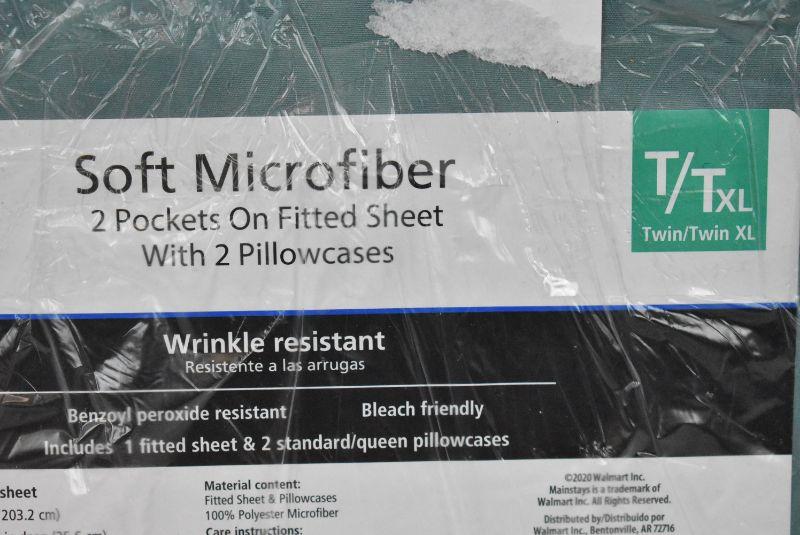 Soft Microfiber
2 Pockets On Fitted Sheet
With 2 Pillowcases
T/TXL
Twin/Twin XL
Wrinkle resistant
Resistente a las arrugas
Benzoyl peroxide resistant
Bleach friendly
Includes 1 fitted sheet & 2 standard/queen pillowcases
sheet
203.2 cm)
Material content:
Fitted Sheet & Pillowcases
100% Polyester Microfiber
Care instructions:
©2020 Walmart Inc.
Mainstays is a trademark of
Walmart Inc. All Rights Reserved.
Distributed by/Distribuido por
Walmart Inc., Bentonville, AR 72716